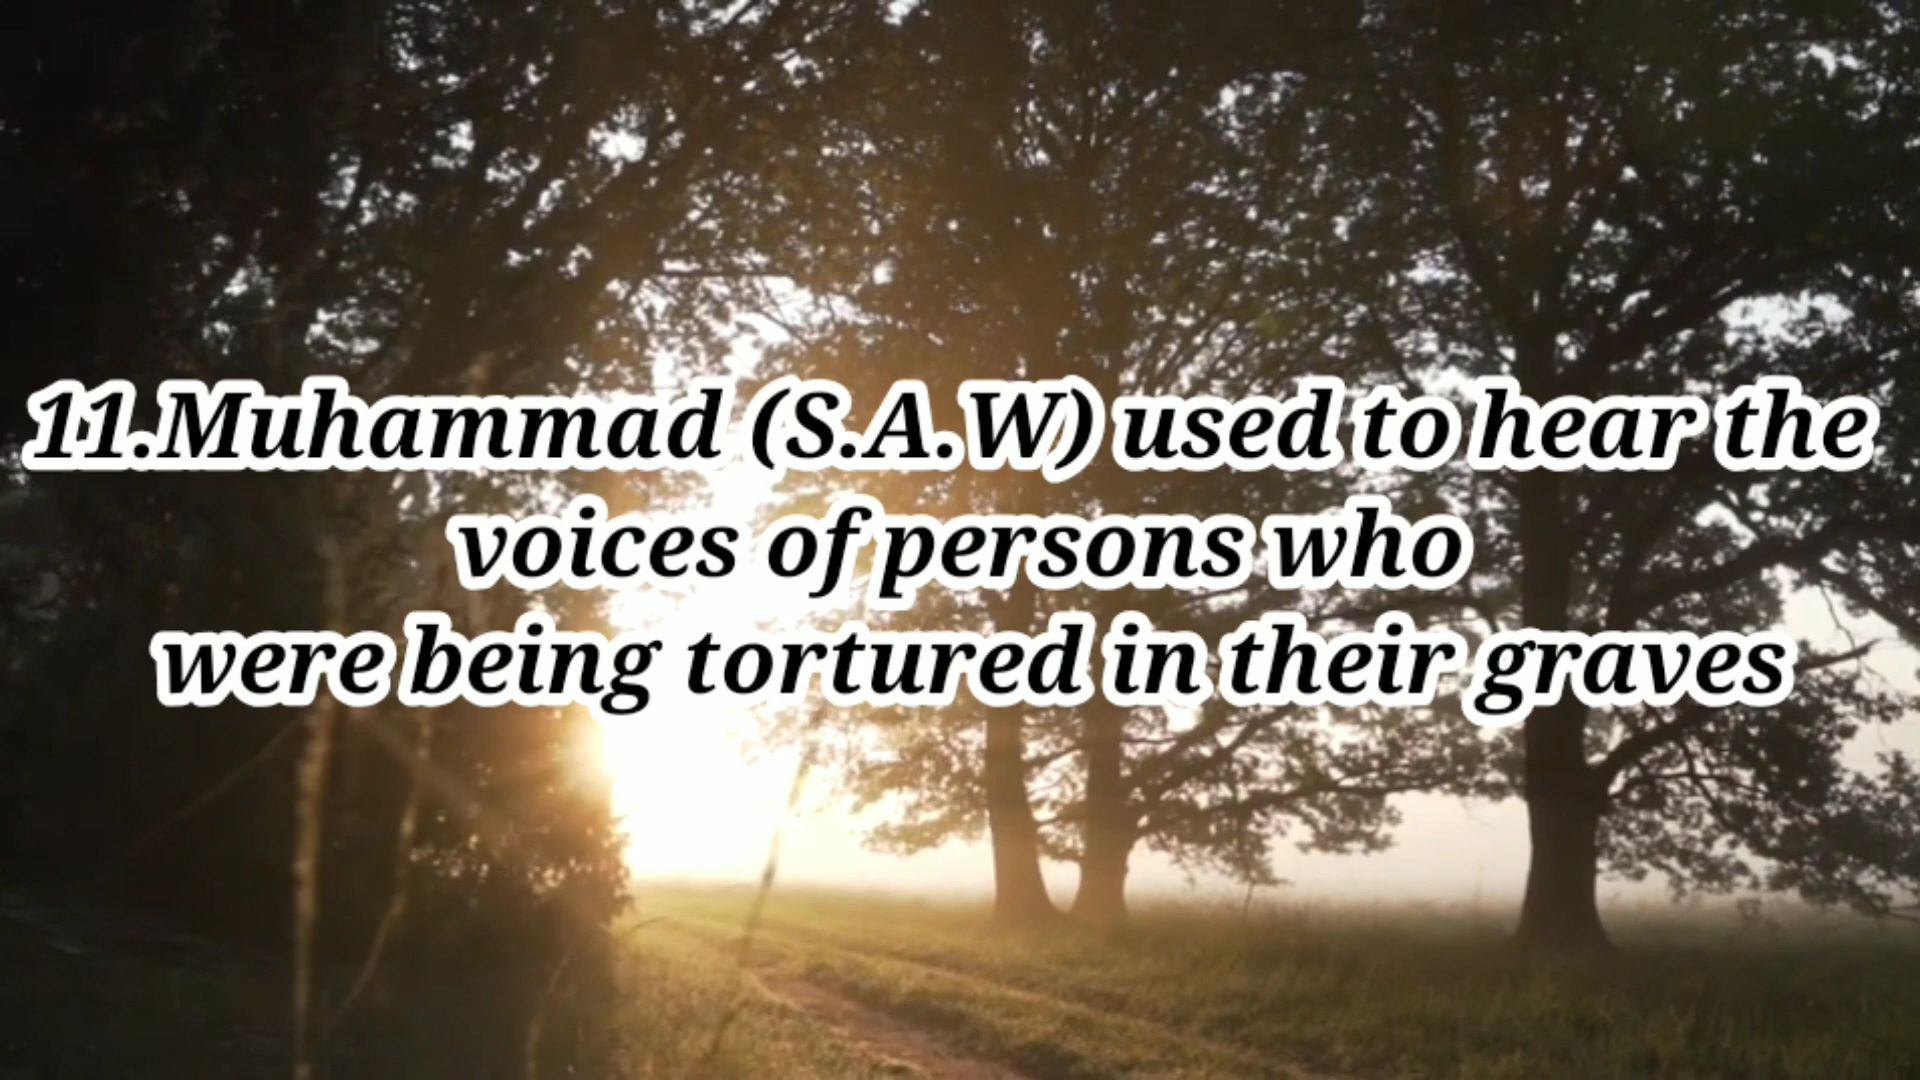 11.Muhammad (S.A.W) used to hear the
voices of persons who
were being tortured in their graves